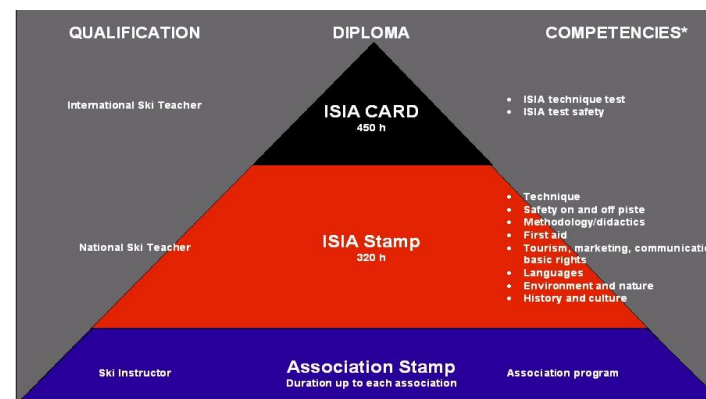 QUALIFICATION DIPLOMA COMPETENCIES*
International Ski Teacher
ISIA CARD
450 h
• ISIA technique test
• ISIA test safety
National Ski Teacher
ISIA Stamp
320 h
• Technique
• Safety on and off piste
• Methodology/didactics
• First aid
• Tourism, marketing, communicatio
basic rights
• Languages
• Environment and nature
• History and culture
Ski Instructor
Association Stamp
Duration up to each association
Association program